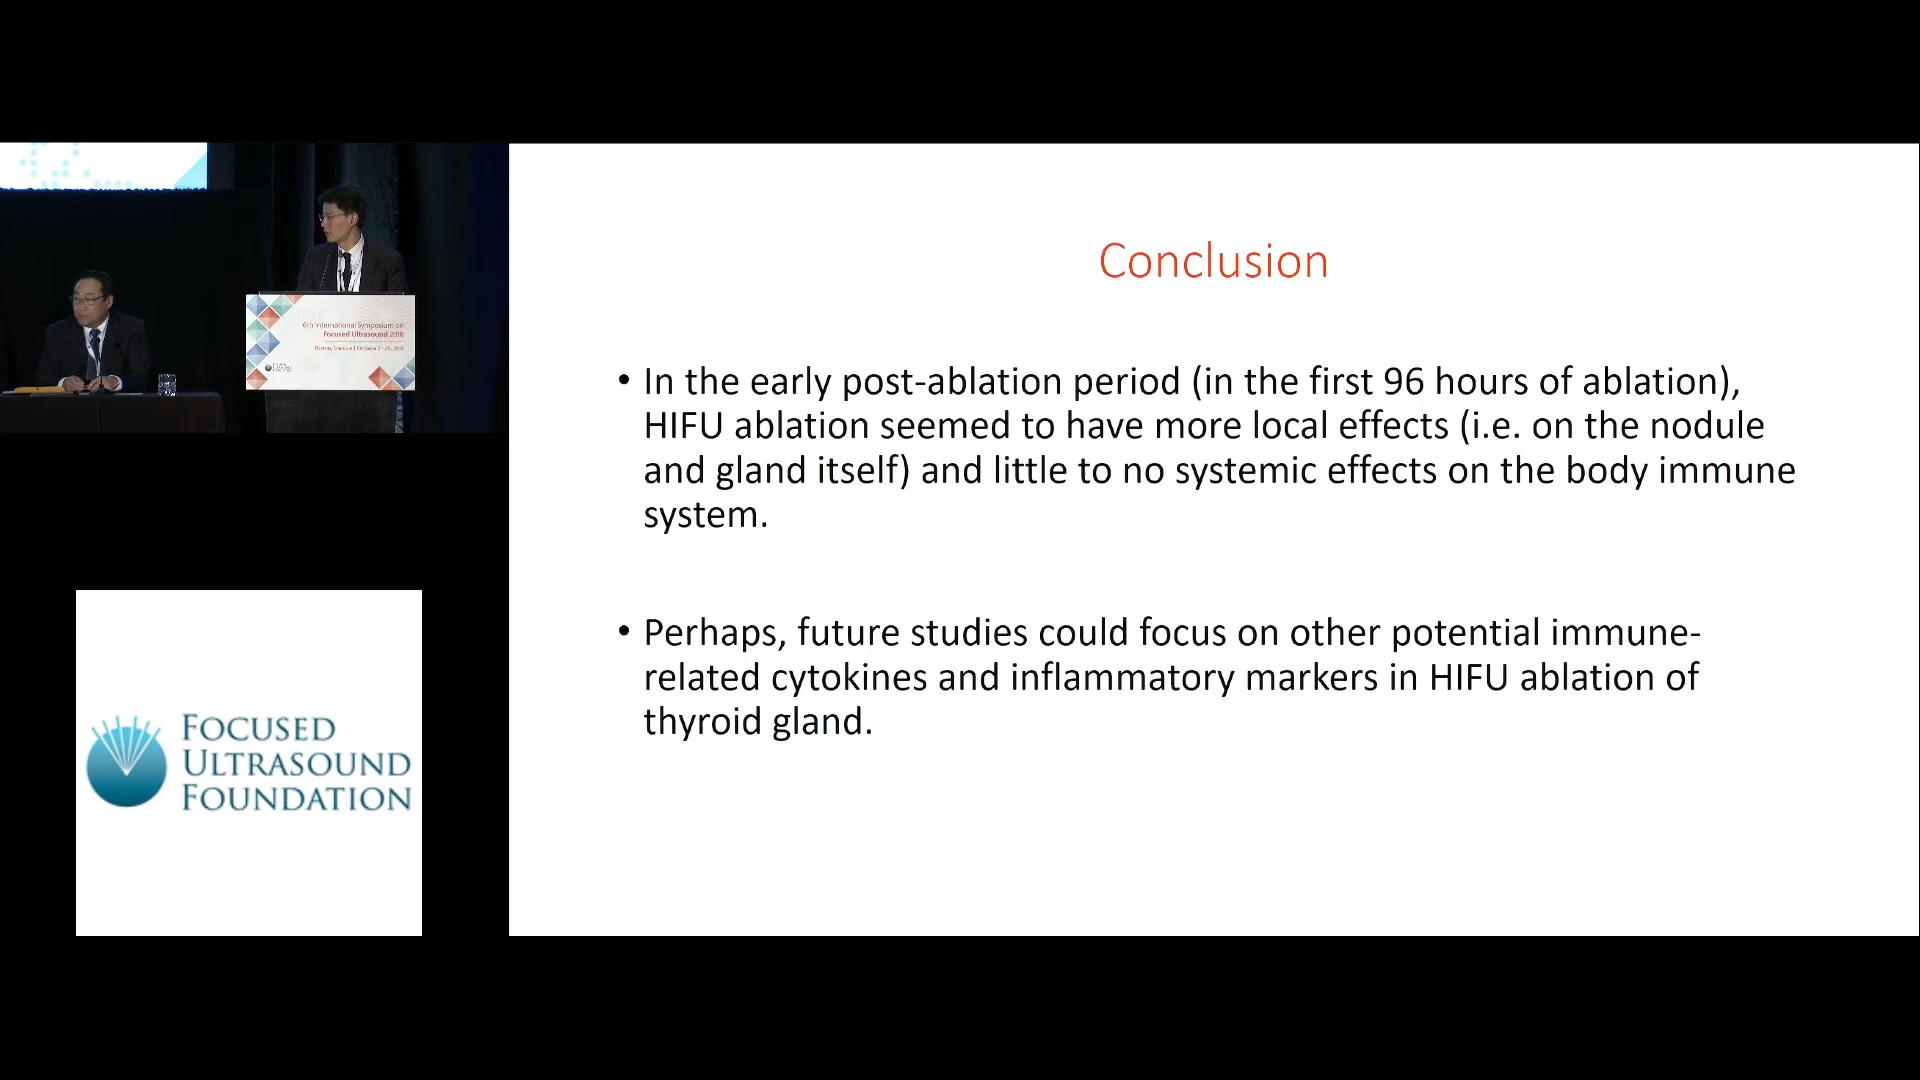 6th International Symposium on
Focused Ultrasound 2018
Conclusion
• In the early post-ablation period (in the first 96 hours of ablation),
HIFU ablation seemed to have more local effects (i.e. on the nodule
and gland itself) and little to no systemic effects on the body immune
system.
• Perhaps, future studies could focus on other potential immune-
related cytokines and inflammatory markers in HIFU ablation of
thyroid gland.
FOCUSED
ULTRASOUND
FOUNDATION